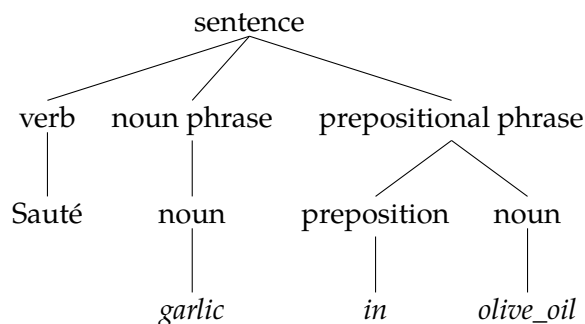 sentence
verb noun phrase prepositional phrase
Sauté noun preposition noun
garlic in olive_oil